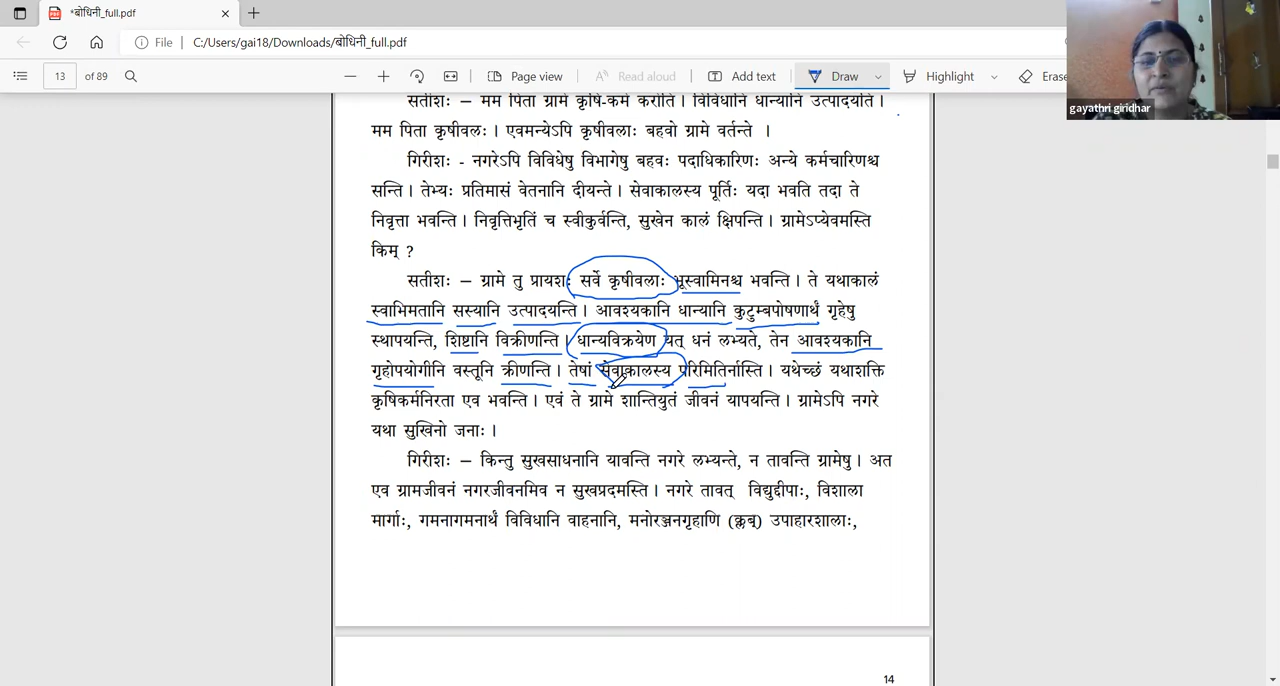 *बोधिनी_full.pdf
File | C:/Users/gai18/Downloads/बोधिनी_full.pdf
13 of 89 Page view Read aloud Add text Draw Highlight Erase
gayathri giridhar
सतीशः – मम पिता ग्रामे कृषि-कर्म करोति । विविधानि धान्यानि उत्पादयति ।
मम पिता कृषीवलः । एवमन्येऽपि कृषीवलाः बहवो ग्रामे वर्तन्ते ।
गिरीशः - नगरेऽपि विविधेषु विभागेषु बहवः पदाधिकारिणः अन्ये कर्मचारिणश्च
सन्ति । तेभ्यः प्रतिमासं वेतनानि दीयन्ते । सेवाकालस्य पूर्तिः यदा भवति तदा ते
निवृत्ता भवन्ति । निवृत्तिभृतिं च स्वीकुर्वन्ति, सुखेन कालं क्षिपन्ति । ग्रामेऽप्येवमस्ति
किम् ?
सतीशः – ग्रामे तु प्रायशः सर्वे कृषीवलाः भूस्वामिनश्च भवन्ति । ते यथाकालं
स्वाभिमतानि सस्यानि उत्पादयन्ति । आवश्यकानि धान्यानि कुटुम्बपोषणार्थं गृहेषु
स्थापयन्ति, शिष्टानि विक्रीणन्ति । धान्यविक्रयेण यत् धनं लभ्यते, तेन आवश्यकानि
गृहोपयोगीनि वस्तूनि क्रीणन्ति । तेषां सेवाकालस्य परिमितिर्नास्ति । यथेच्छं यथाशक्ति
कृषिकर्मनिरता एव भवन्ति । एवं ते ग्रामे शान्तियुतं जीवनं यापयन्ति । ग्रामेऽपि नगरे
यथा सुखिनो जनाः ।
गिरीशः – किन्तु सुखसाधनानि यावन्ति नगरे लभ्यन्ते, न तावन्ति ग्रामेषु । अत
एव ग्रामजीवनं नगरजीवनमिव न सुखप्रदमस्ति । नगरे तावत् विद्युद्दीपाः, विशाला
मार्गाः, गमनागमनार्थं विविधानि वाहनानि, मनोरञ्जनगृहाणि (क्लब्) उपाहारशालाः,
14